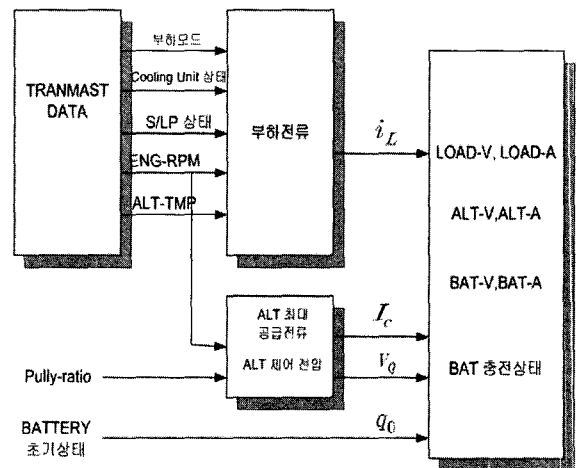 TRANMAST
DATA
부하모드
Cooling Unit 상태
S/LP 상태
ENG-RPM
ALT-TMP
부하전류
i_L
LOAD-V, LOAD-A
ALT-V,ALT-A
BAT-V,BAT-A
BAT 충전상태
ALT 최대
공급전류
ALT 제어 전압
I_c
V_0
Pully-ratio
BATTERY
초기상태
q_0